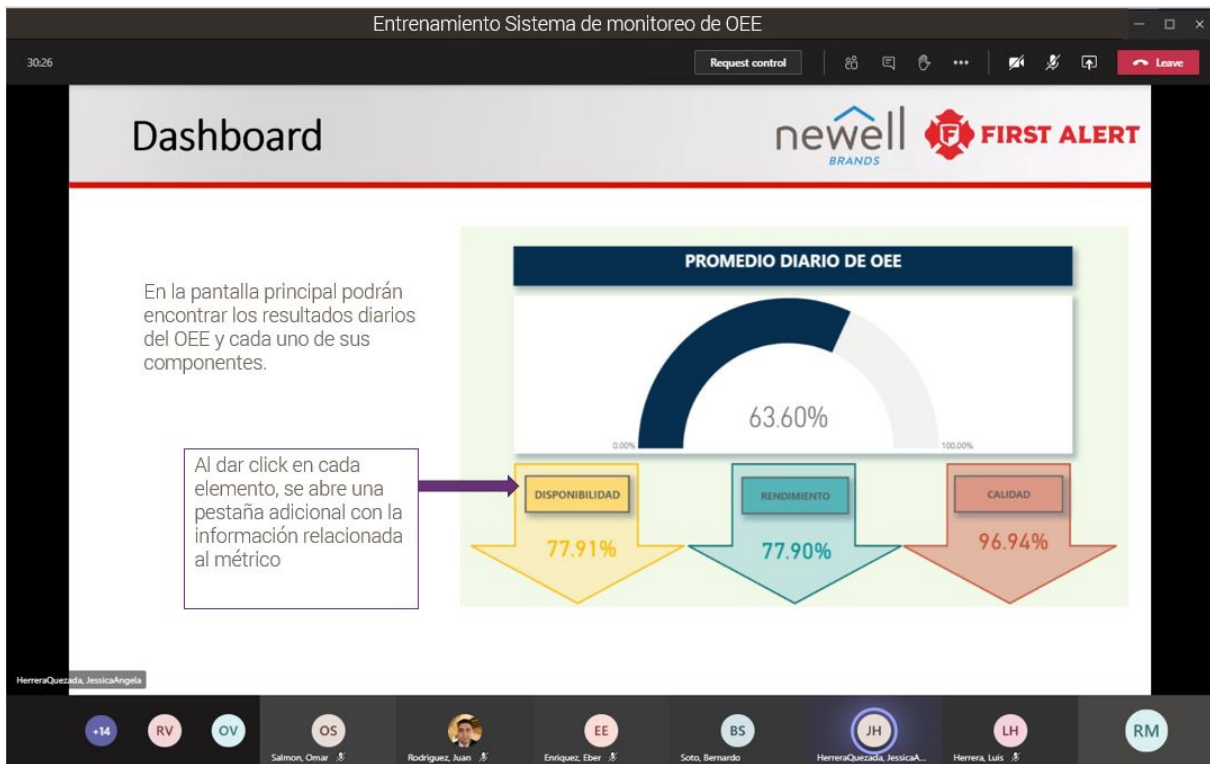 Entrenamiento Sistema de monitoreo de OEE
30:26
Request control
Leave
Dashboard
newell
BRANDS
F
FIRST ALERT
En la pantalla principal podrán
encontrar los resultados diarios
del OEE y cada uno de sus
componentes.
Al dar click en cada
elemento, se abre una
pestaña adicional con la
información relacionada
al métrico
PROMEDIO DIARIO DE OEE
63.60%
0.00%
100.00%
DISPONIBILIDAD
RENDIMIENTO
CALIDAD
77.91%
77.90%
96.94%
HerreraQuezada, JessicaAngela
+14
RV
OV
OS
Salmon, Omar
Rodriguez, Juan
EE
Enriquez, Eber
BS
Soto, Bernardo
JH
HerreraQuezada, JessicaA...
LH
Herrera, Luis
RM